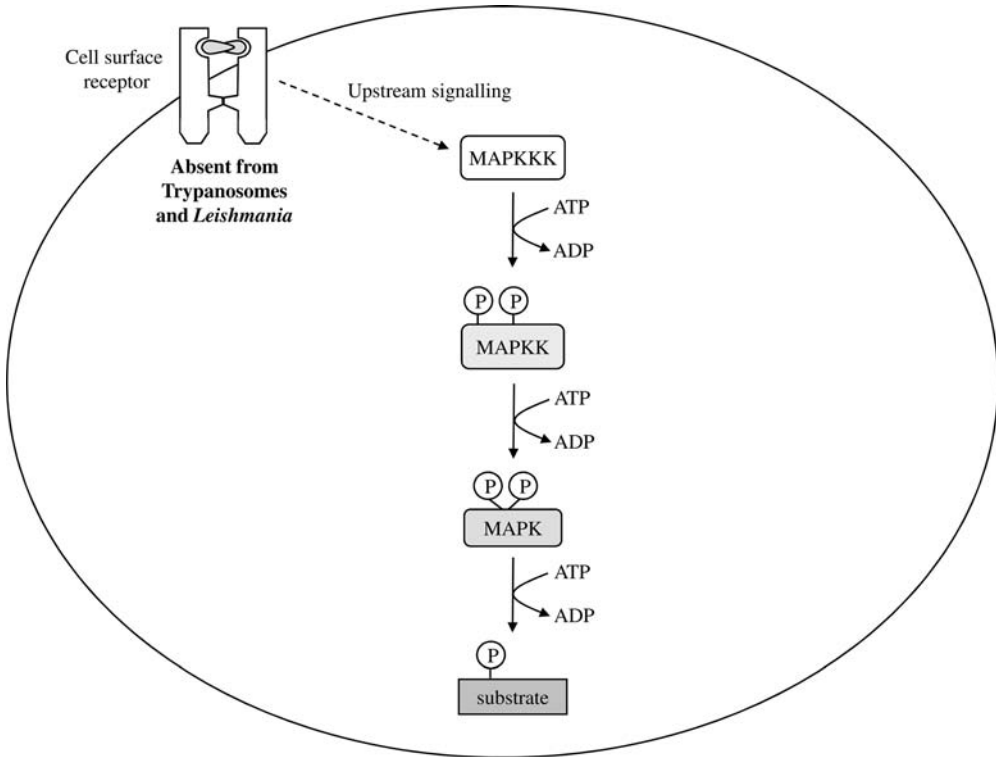 Cell surface
receptor
Upstream signalling
Absent from
Trypanosomes
and Leishmania
MAPKKK
ATP
ADP
P P
MAPKK
ATP
ADP
P P
MAPK
ATP
ADP
P
substrate